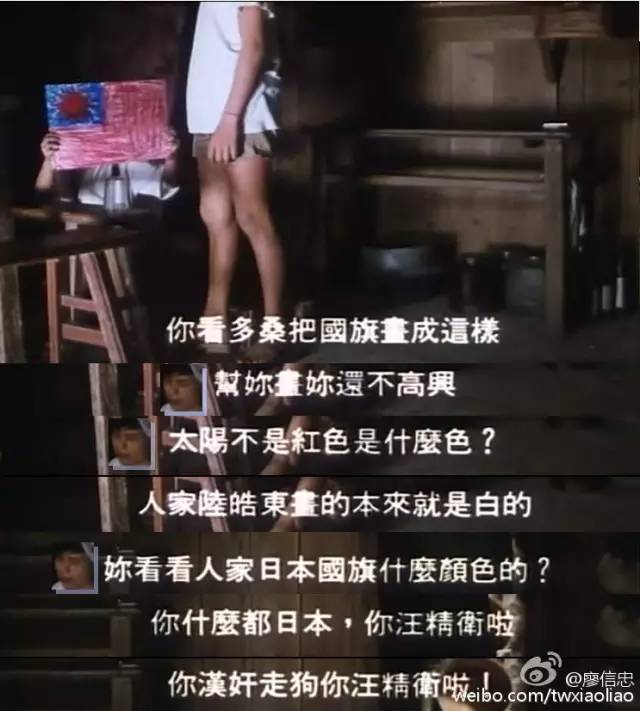 你看多桑把國旗畫成這樣
幫妳畫妳還不高興
太陽不是紅色是什麼色？
人家陸皓東畫的本來就是白的
妳看看人家日本國旗什麼顏色的？
你什麼都日本，你汪精衛啦
你漢奸走狗你汪精衛啦！
@廖信忠
weibo.com/twxiaoliao